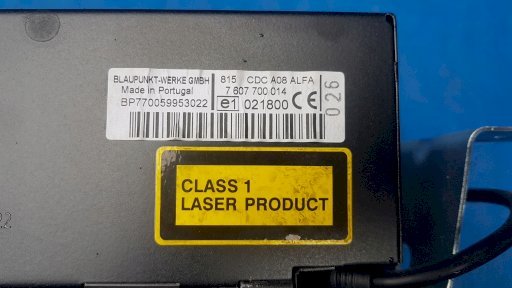 BLAUPUNKT-WERKE GMBH 815 CDC A08 ALFA
Made in Portugal 7 607 700 014
BP770059953022 e1 021800 CE
026
CLASS 1
LASER PRODUCT
22